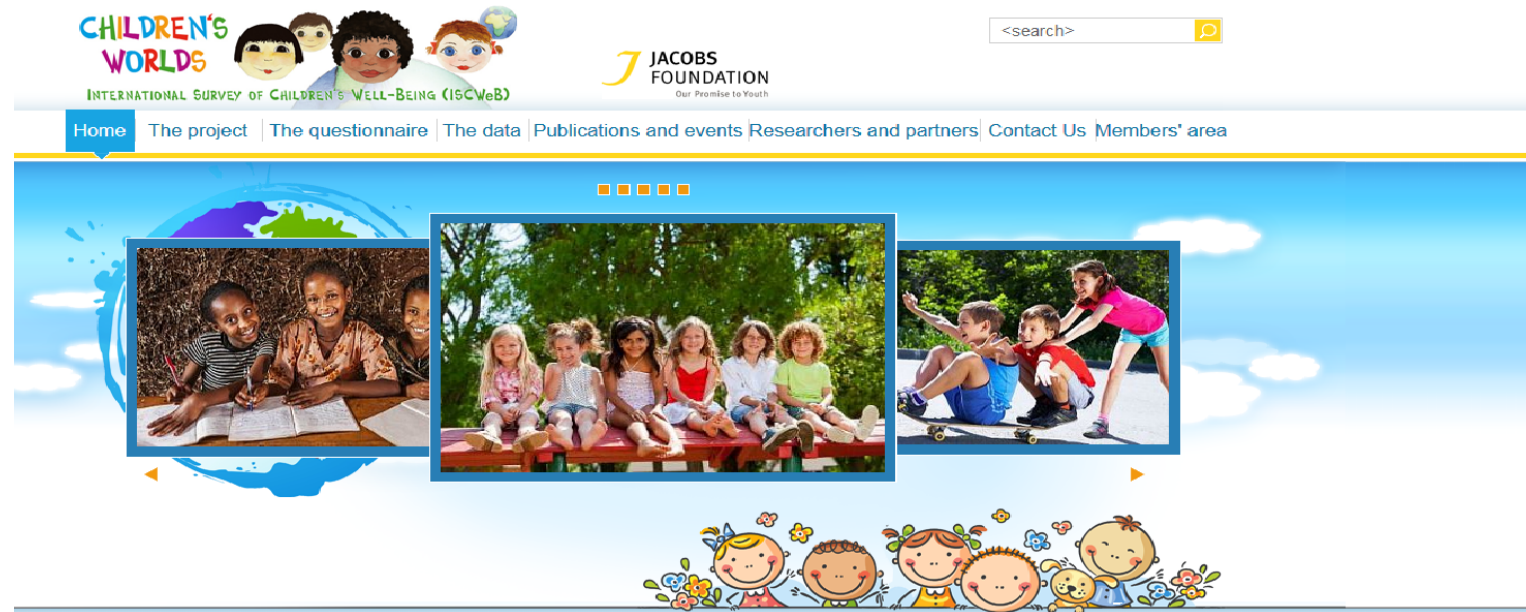 CHILDREN'S
WORLDS
INTERNATIONAL SURVEY OF CHILDREN'S WELL-BEING (ISCWeB)
JACOBS
FOUNDATION
Our Promise to Youth
<search>
Home The project The questionnaire The data Publications and events Researchers and partners Contact Us Members' area